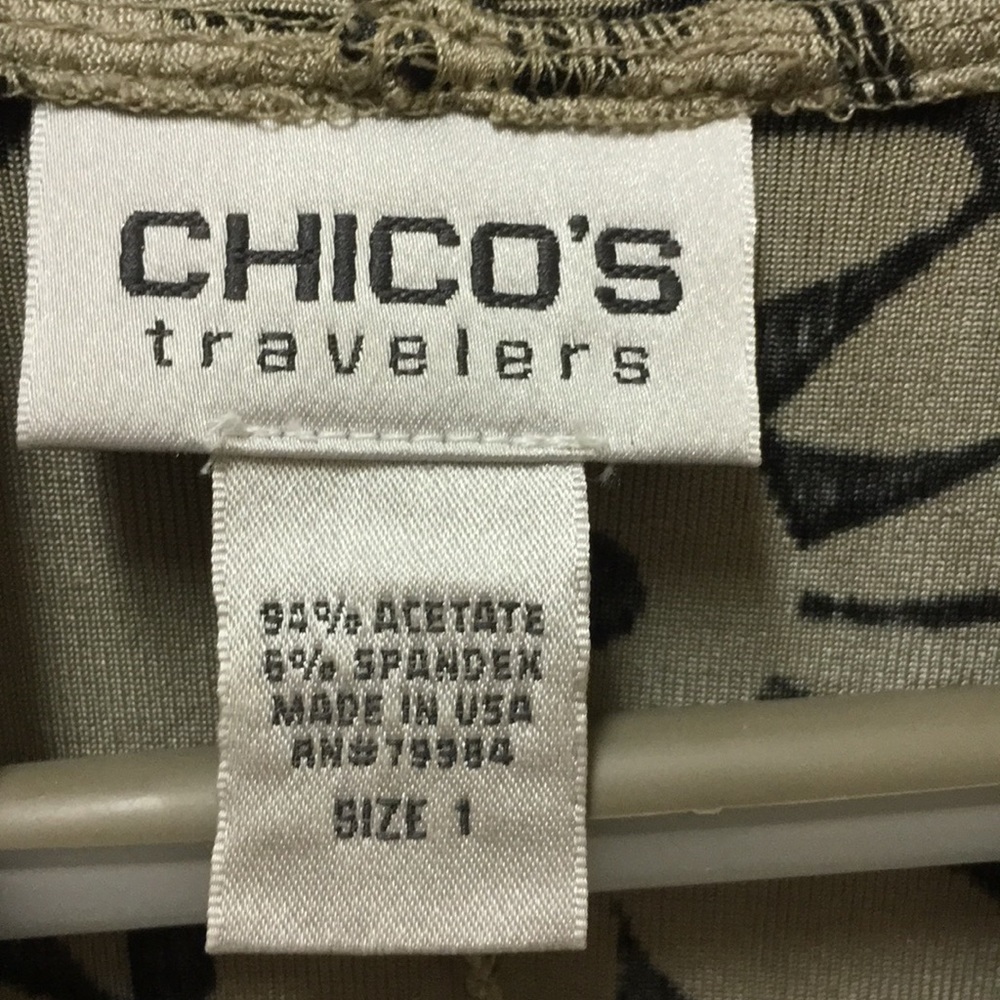 CHICO'S
travelers
94% ACETATE
6% SPANDEX
MADE IN USA
RN# 79984
SIZE 1